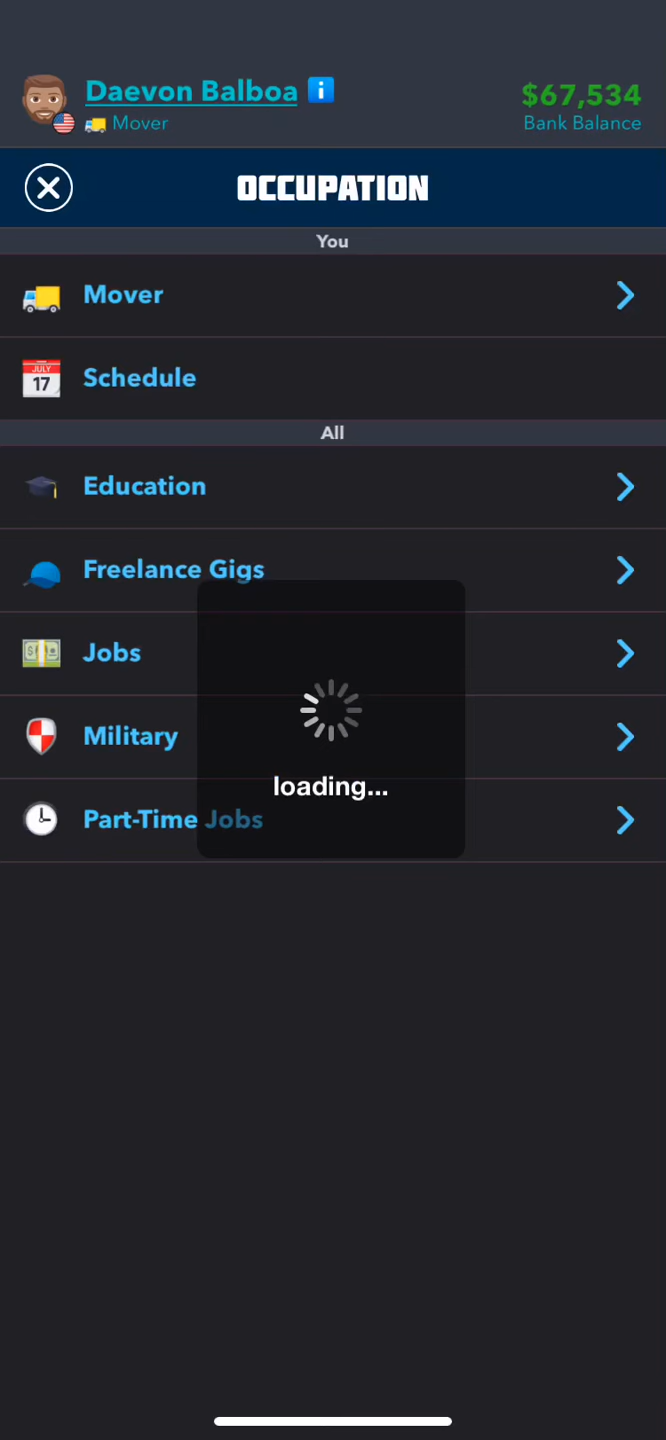 Daevon Balboa
$67,534
Mover
Bank Balance
OCCUPATION
You
Mover
JULY
17
Schedule
All
Education
Freelance Gigs
Jobs
Military
loading...
Part-Time Jobs